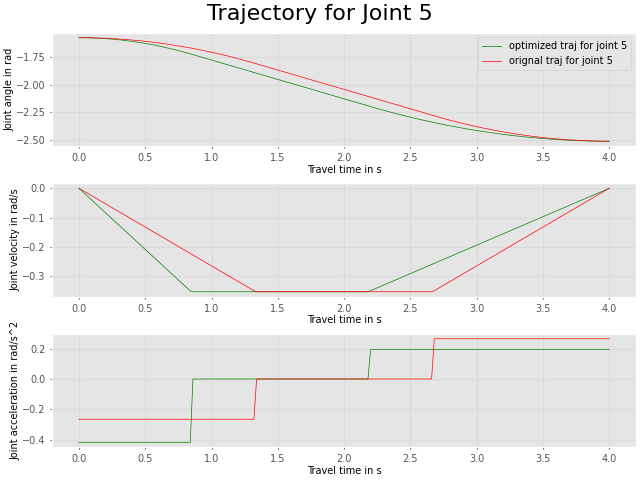 Trajectory for Joint 5
optimized traj for joint 5
orignal traj for joint 5
Joint angle in rad
−1.75
−2.00
−2.25
−2.50
0.0 0.5 1.0 1.5 2.0 2.5 3.0 3.5 4.0
Travel time in s
Joint velocity in rad/s
0.0
−0.1
−0.2
−0.3
0.0 0.5 1.0 1.5 2.0 2.5 3.0 3.5 4.0
Travel time in s
Joint acceleration in rad/s^2
0.2
0.0
−0.2
−0.4
0.0 0.5 1.0 1.5 2.0 2.5 3.0 3.5 4.0
Travel time in s